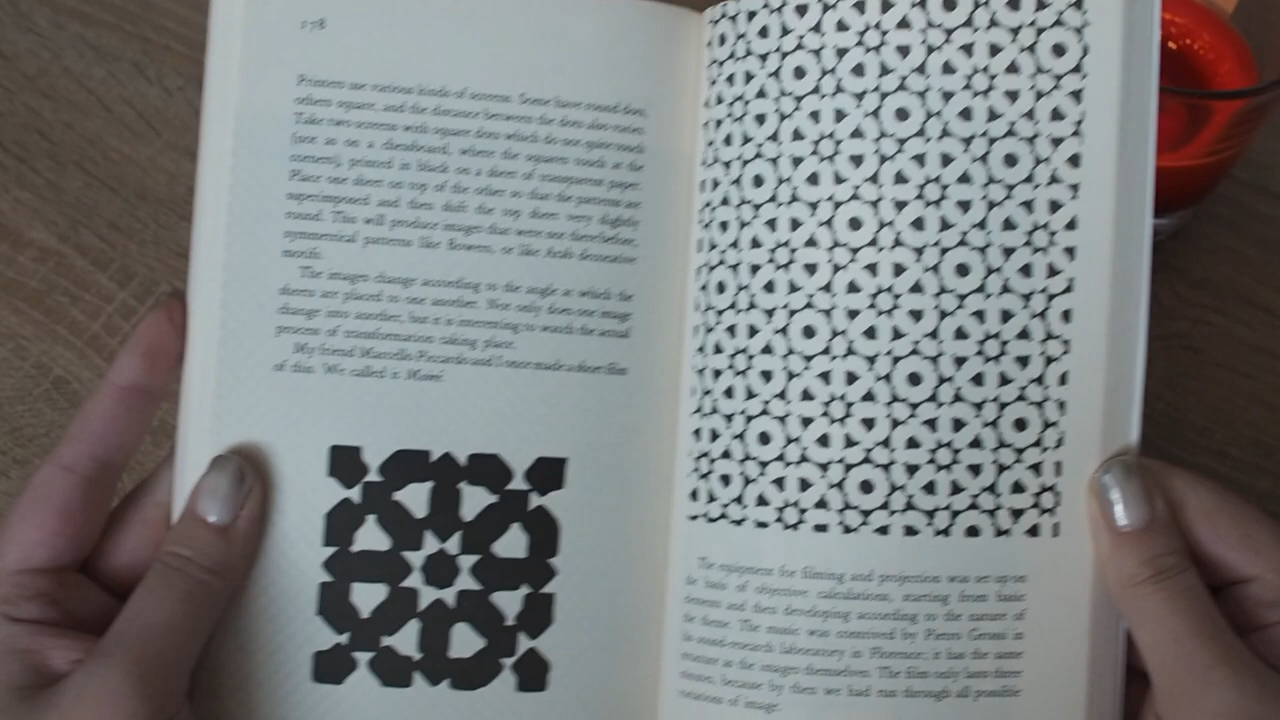 178
Printers use various kinds of screens. Some have round dots,
others square, and the distance between the dots also varies.
Take two screens with square dots which do not quite touch
(not as on a chessboard, where the squares touch at the
corners), printed in black on a sheet of transparent paper.
Place one sheet on top of the other so that the patterns are
superimposed and then shift the top sheet very slightly
round. This will produce images that were not there before,
symmetrical patterns like flowers, or like Arab decorative
motifs.
The images change according to the angle at which the
sheets are placed to one another. Not only does one image
change into another, but it is interesting to watch the actual
process of transformation taking place.
My friend Marcello Piccardo and I once made a short film
of this. We called it Moiré.
The equipment for filming and projection was set up on
the basis of objective calculations, starting from basic
elements and then developing according to the nature of
the theme. The music was conceived by Pietro Grossi in
his sound-research laboratory in Florence; it has the same
structure as the images themselves. The film only lasts three
minutes, because by then we had run through all possible
variations of image.